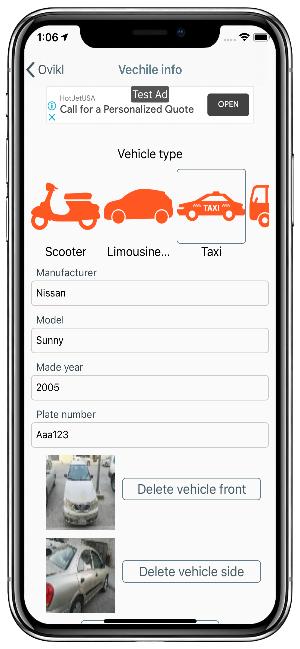 1:06
Ovikl
Vechile info
Test Ad
HotJetUSA
Call for a Personalized Quote
OPEN
Vehicle type
TAXI
Scooter
Limousine...
Taxi
Manufacturer
Nissan
Model
Sunny
Made year
2005
Plate number
Aaa123
Delete vehicle front
Delete vehicle side